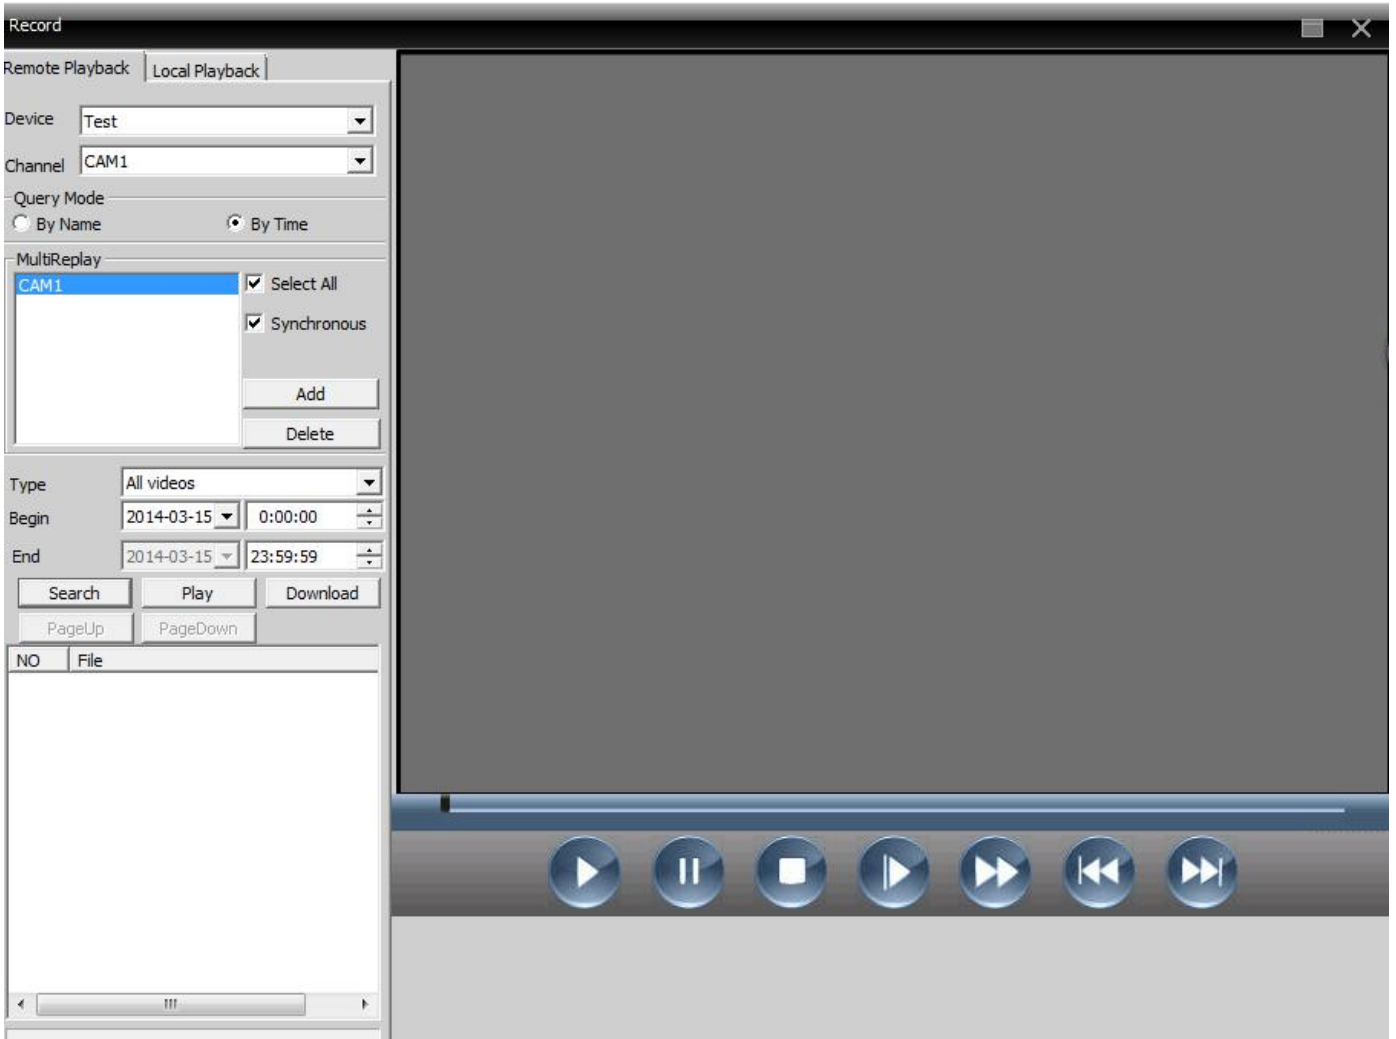 Record
Remote Playback Local Playback
Device Test
Channel CAM1
Query Mode
By Name By Time
MultiReplay
CAM1 Select All
Synchronous
Add
Delete
Type All videos
Begin 2014-03-15 0:00:00
End 2014-03-15 23:59:59
Search Play Download
PageUp PageDown
NO File